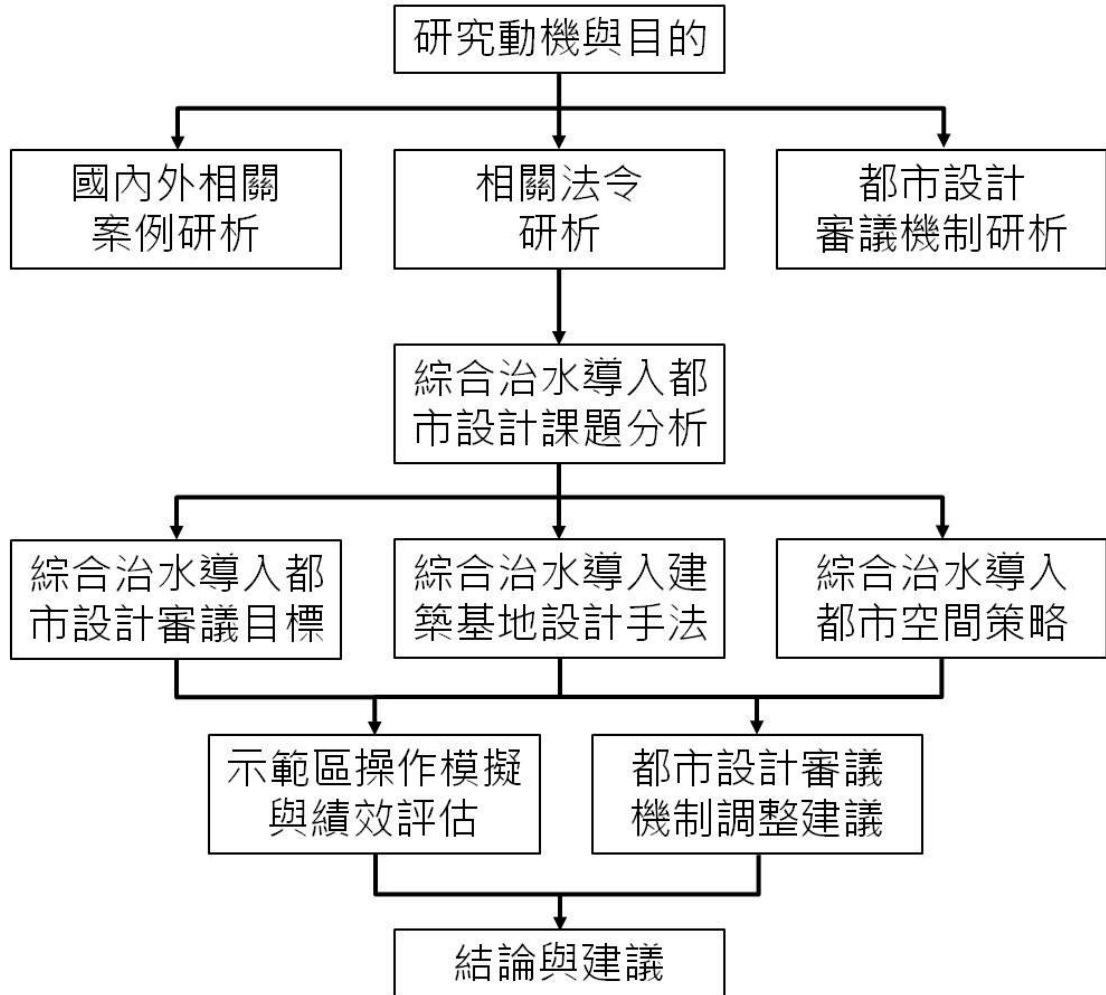 研究動機與目的
國內外相關
案例研析
相關法令
研析
都市設計
審議機制研析
綜合治水導入都
市設計課題分析
綜合治水導入都
市設計審議目標
綜合治水導入建
築基地設計手法
綜合治水導入
都市空間策略
示範區操作模擬
與績效評估
都市設計審議
機制調整建議
結論與建議